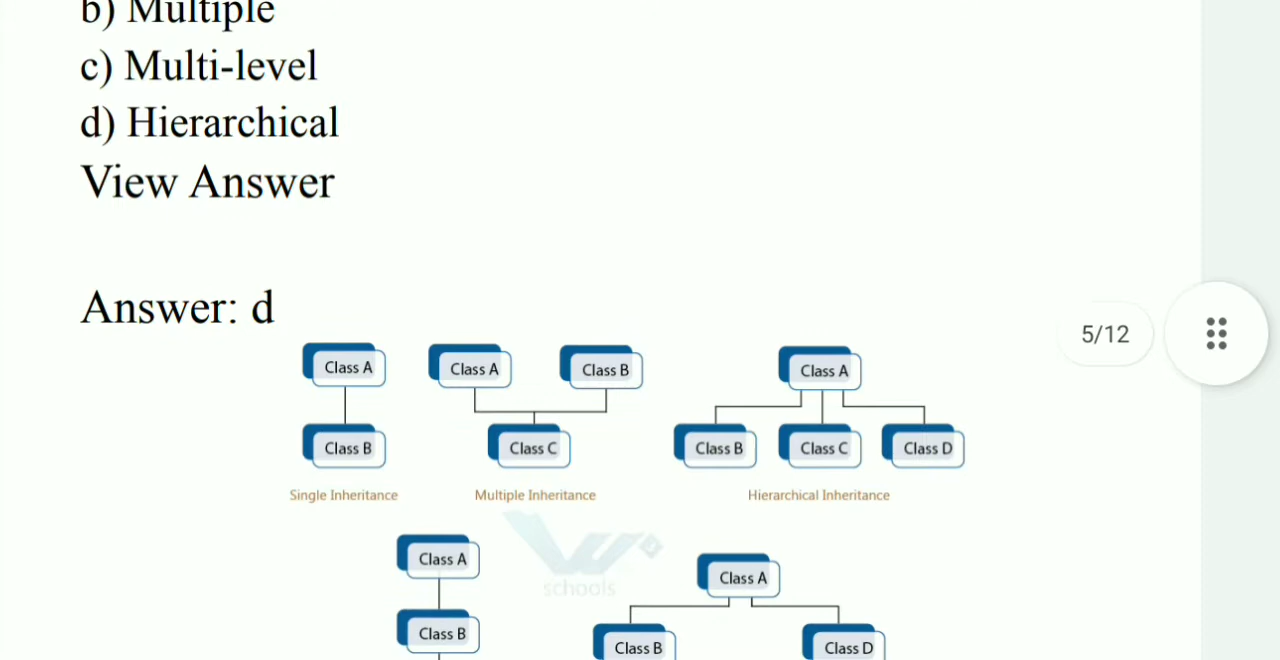 b) Multiple
c) Multi-level
d) Hierarchical
View Answer
Answer: d
5/12
Class A
Class B
Single Inheritance
Class A
Class B
Class C
Multiple Inheritance
Class A
Class B
Class C
Class D
Hierarchical Inheritance
Class A
Class B
schools
Class A
Class B
Class D